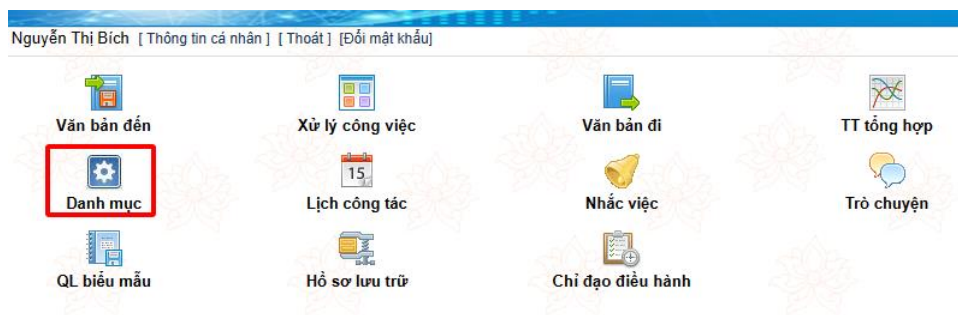 Nguyễn Thị Bích [ Thông tin cá nhân ] [ Thoát ] [Đổi mật khẩu]
Văn bản đến Xử lý công việc Văn bản đi TT tổng hợp
15
Danh mục Lịch công tác Nhắc việc Trò chuyện
QL biểu mẫu Hồ sơ lưu trữ Chỉ đạo điều hành